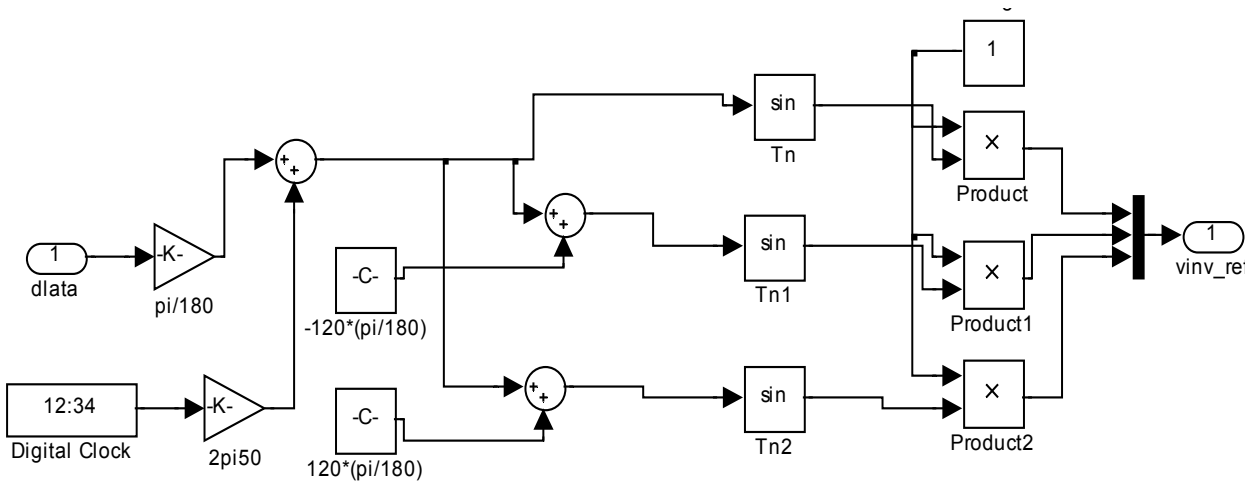 1
sin
Tn
×
Product
+
+
1
dlata
-K-
pi/180
+
+
-C-
-120*(pi/180)
sin
Tn1
×
Product1
1
vinv_ref
12:34
Digital Clock
-K-
2pi50
+
+
-C-
120*(pi/180)
sin
Tn2
×
Product2